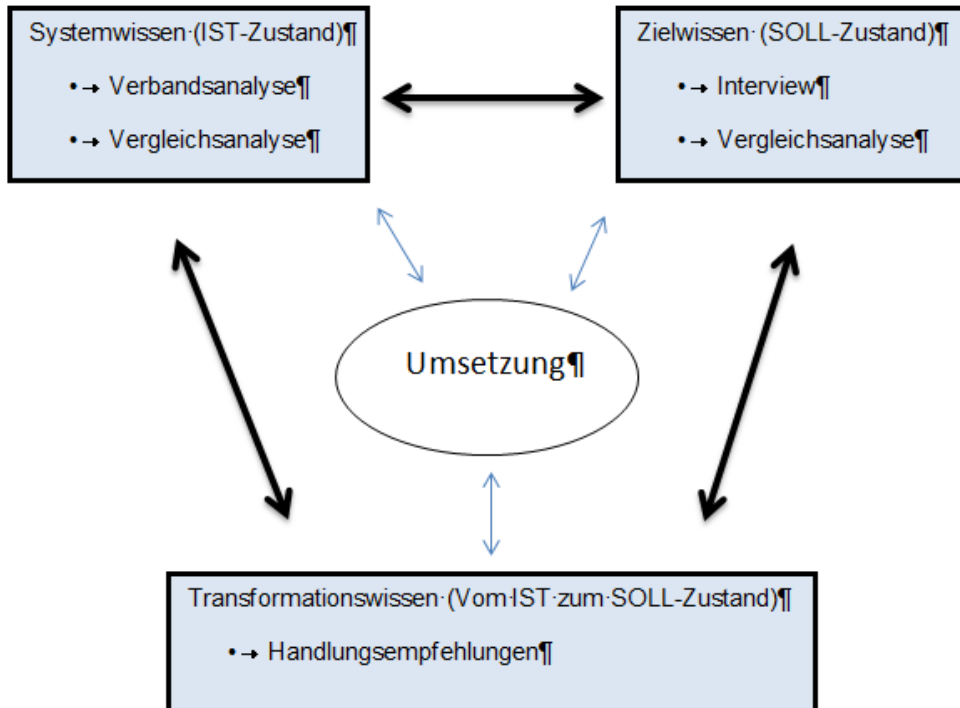 Systemwissen·(IST-Zustand)¶
•→ Verbandsanalyse¶
•→ Vergleichsanalyse¶
Zielwissen·(SOLL-Zustand)¶
•→ Interview¶
•→ Vergleichsanalyse¶
Umsetzung¶
Transformationswissen·(Vom·IST·zum·SOLL-Zustand)¶
•→ Handlungsempfehlungen¶